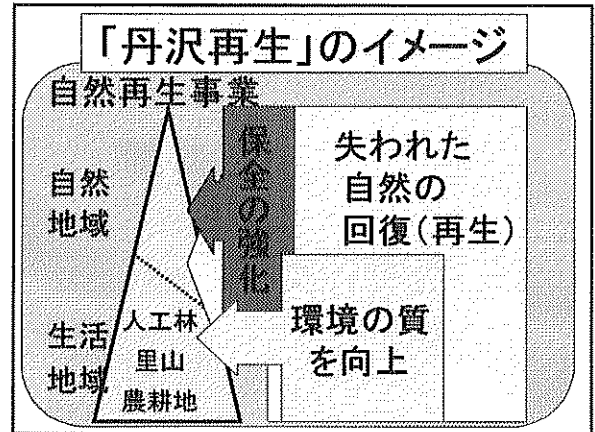 「丹沢再生」のイメージ
自然再生事業
自然
地域
保全の強化
失われた
自然の
回復(再生)
生活
地域
人工林
里山
農耕地
環境の質
を向上